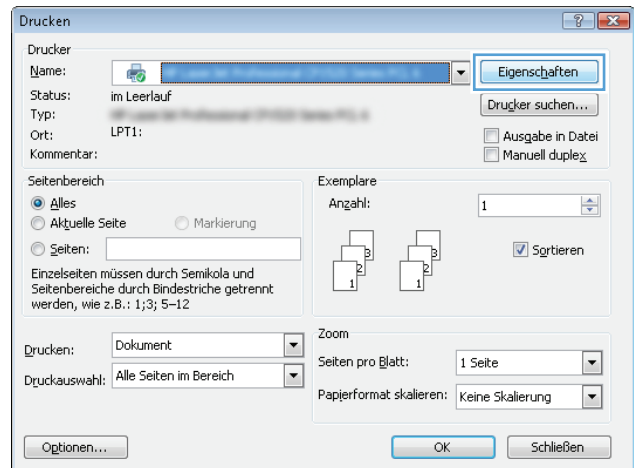 Drucken
Drucker
Name:
Eigenschaften
Status: im Leerlauf
Drucker suchen...
Typ:
Ort: LPT1:
Ausgabe in Datei
Kommentar:
Manuell duplex
Seitenbereich
Alles
Aktuelle Seite Markierung
Seiten:
Einzelseiten müssen durch Semikola und
Seitenbereiche durch Bindestriche getrennt
werden, wie z.B.: 1;3; 5–12
Exemplare
Anzahl: 1
3 3
2 2
1 1
Sortieren
Drucken: Dokument
Druckauswahl: Alle Seiten im Bereich
Zoom
Seiten pro Blatt: 1 Seite
Papierformat skalieren: Keine Skalierung
Optionen...
OK
Schließen